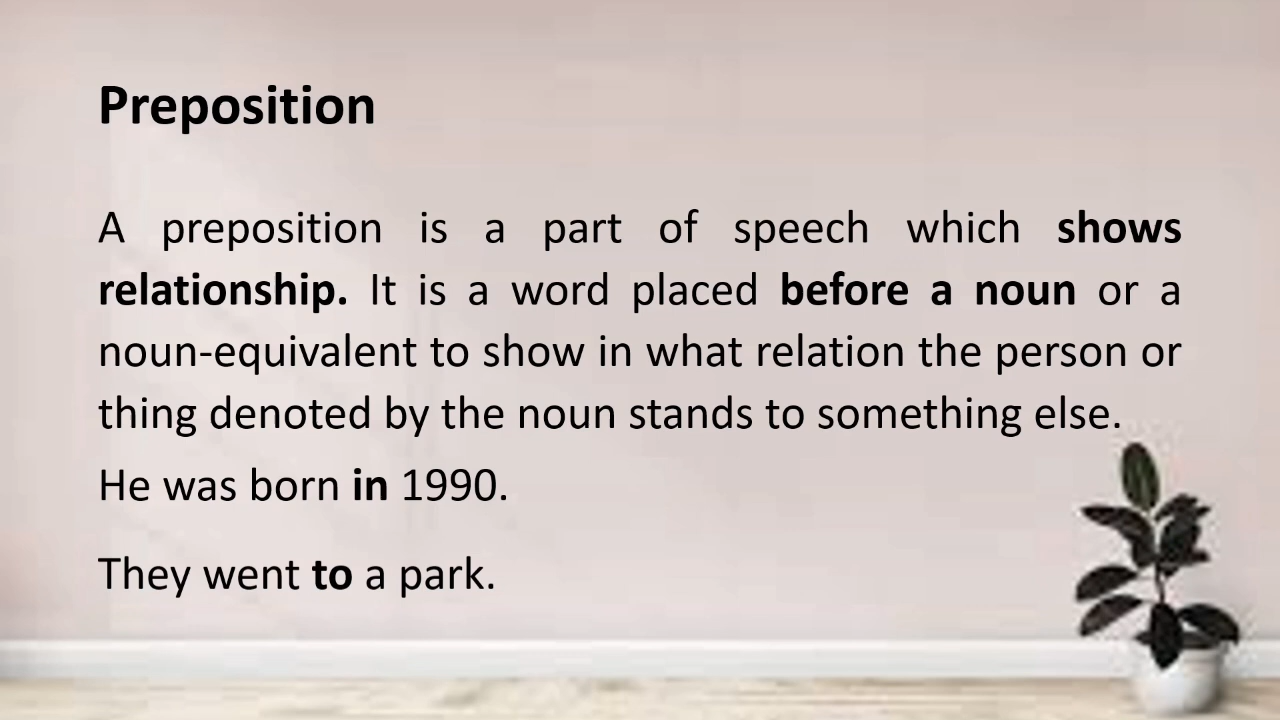 Preposition
A preposition is a part of speech which shows
relationship. It is a word placed before a noun or a
noun-equivalent to show in what relation the person or
thing denoted by the noun stands to something else.
He was born in 1990.
They went to a park.